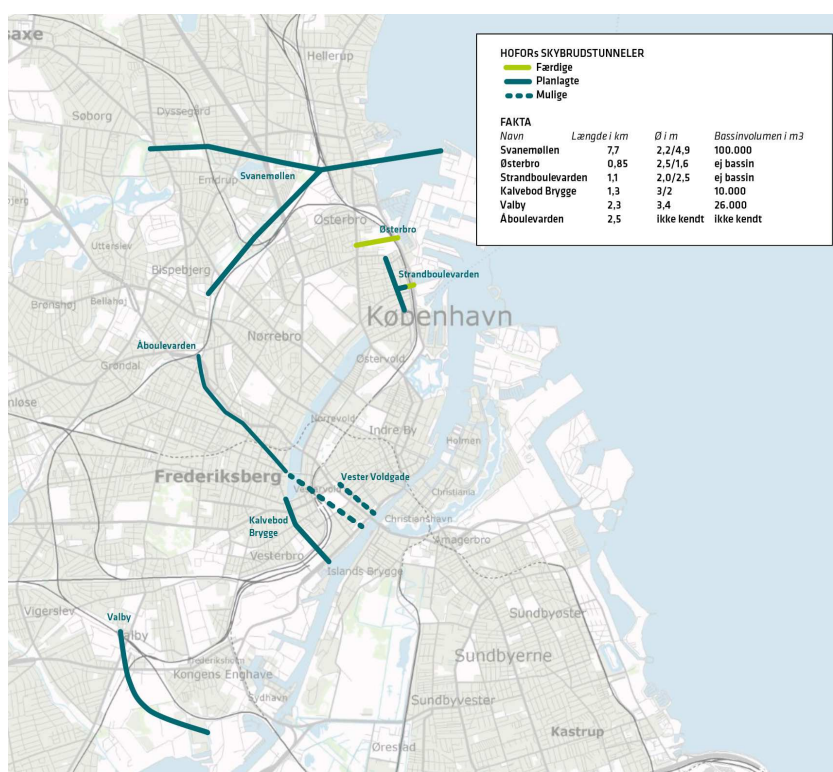 HOFORs SKYBRUDSTUNNELER
Færdige
Planlagte
Mulige
FAKTA
Navn Længde i km Ø i m Bassinvolumen i m3
Svanemøllen 7,7 2,2/4,9 100.000
Østerbro 0,85 2,5/1,6 ej bassin
Strandboulevarden 1,1 2,0/2,5 ej bassin
Kalvebod Brygge 1,3 3/2 10.000
Valby 2,3 3,4 26.000
Åboulevarden 2,5 ikke kendt ikke kendt
saxe
Hellerup
Søborg
Dyssegård
Emdrup
Svanemøllen
Østerbro
Østerbro
Utterslev
Bispebjerg
Strandboulevarden
Brønshøj
Bellahøj
København
Nørrebro
Åboulevarden
Østervold
Grøndal
nløse
Nørrevold
Indre By
Holmen
Frederiksberg
Vester Voldgade
Christiania
Christianshavn
Kalvebod
Brygge
Amagerbro
Vesterbro
Islands Brygge
Vigerslev
Valby
Sundbyøster
Frederiksholm
Sundbyerne
Kongens Enghave
Sydhavn
Sundbyvester
Kastrup
Ørestad